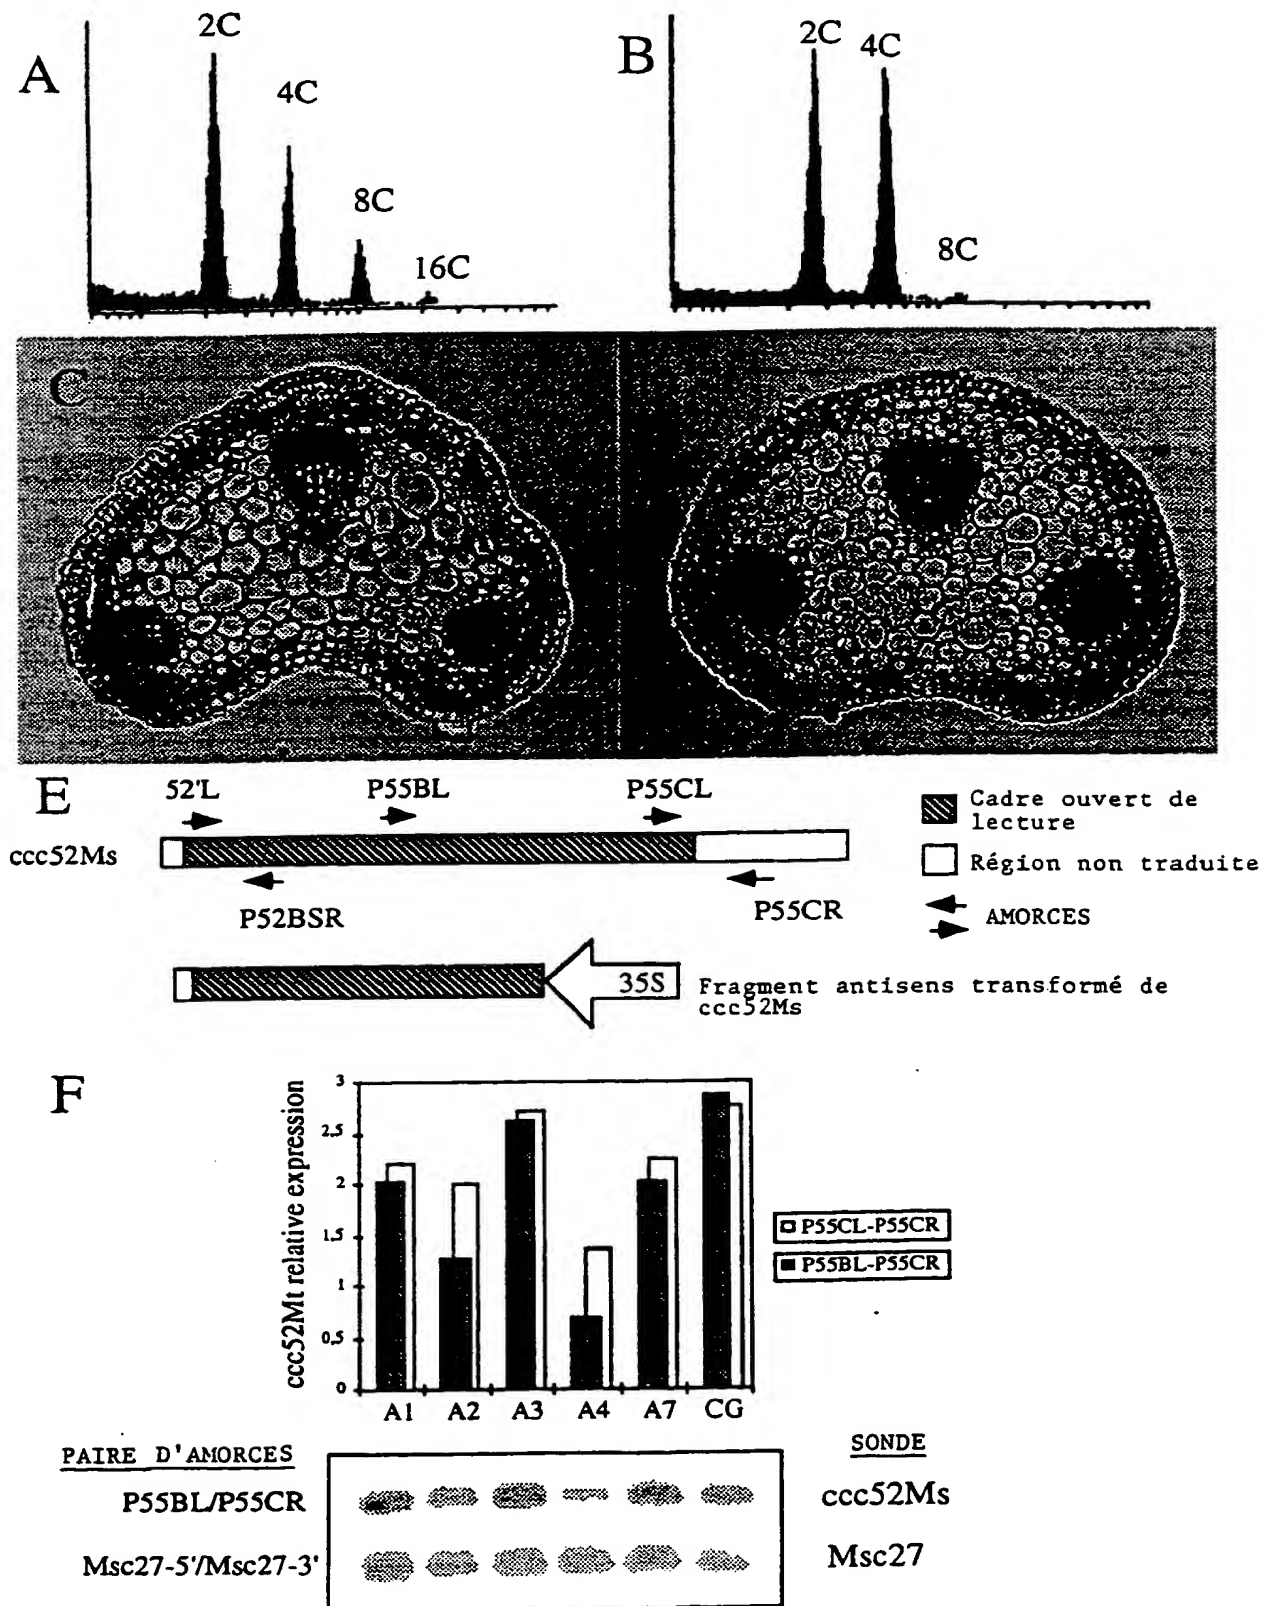 A
2C
4C
8C
16C
B
2C
4C
8C
C
E
52'L
P55BL
P55CL
ccc52Ms
P52BSR
P55CR
Cadre ouvert de
lecture
Région non traduite
AMORCES
35S
Fragment antisens transformé de
ccc52Ms
F
ccc52Mt relative expression
3
2,5
2
1,5
1
0,5
0
A1 A2 A3 A4 A7 CG
P55CL-P55CR
P55BL-P55CR
PAIRE D'AMORCES
SONDE
P55BL/P55CR
ccc52Ms
Msc27-5'/Msc27-3'
Msc27